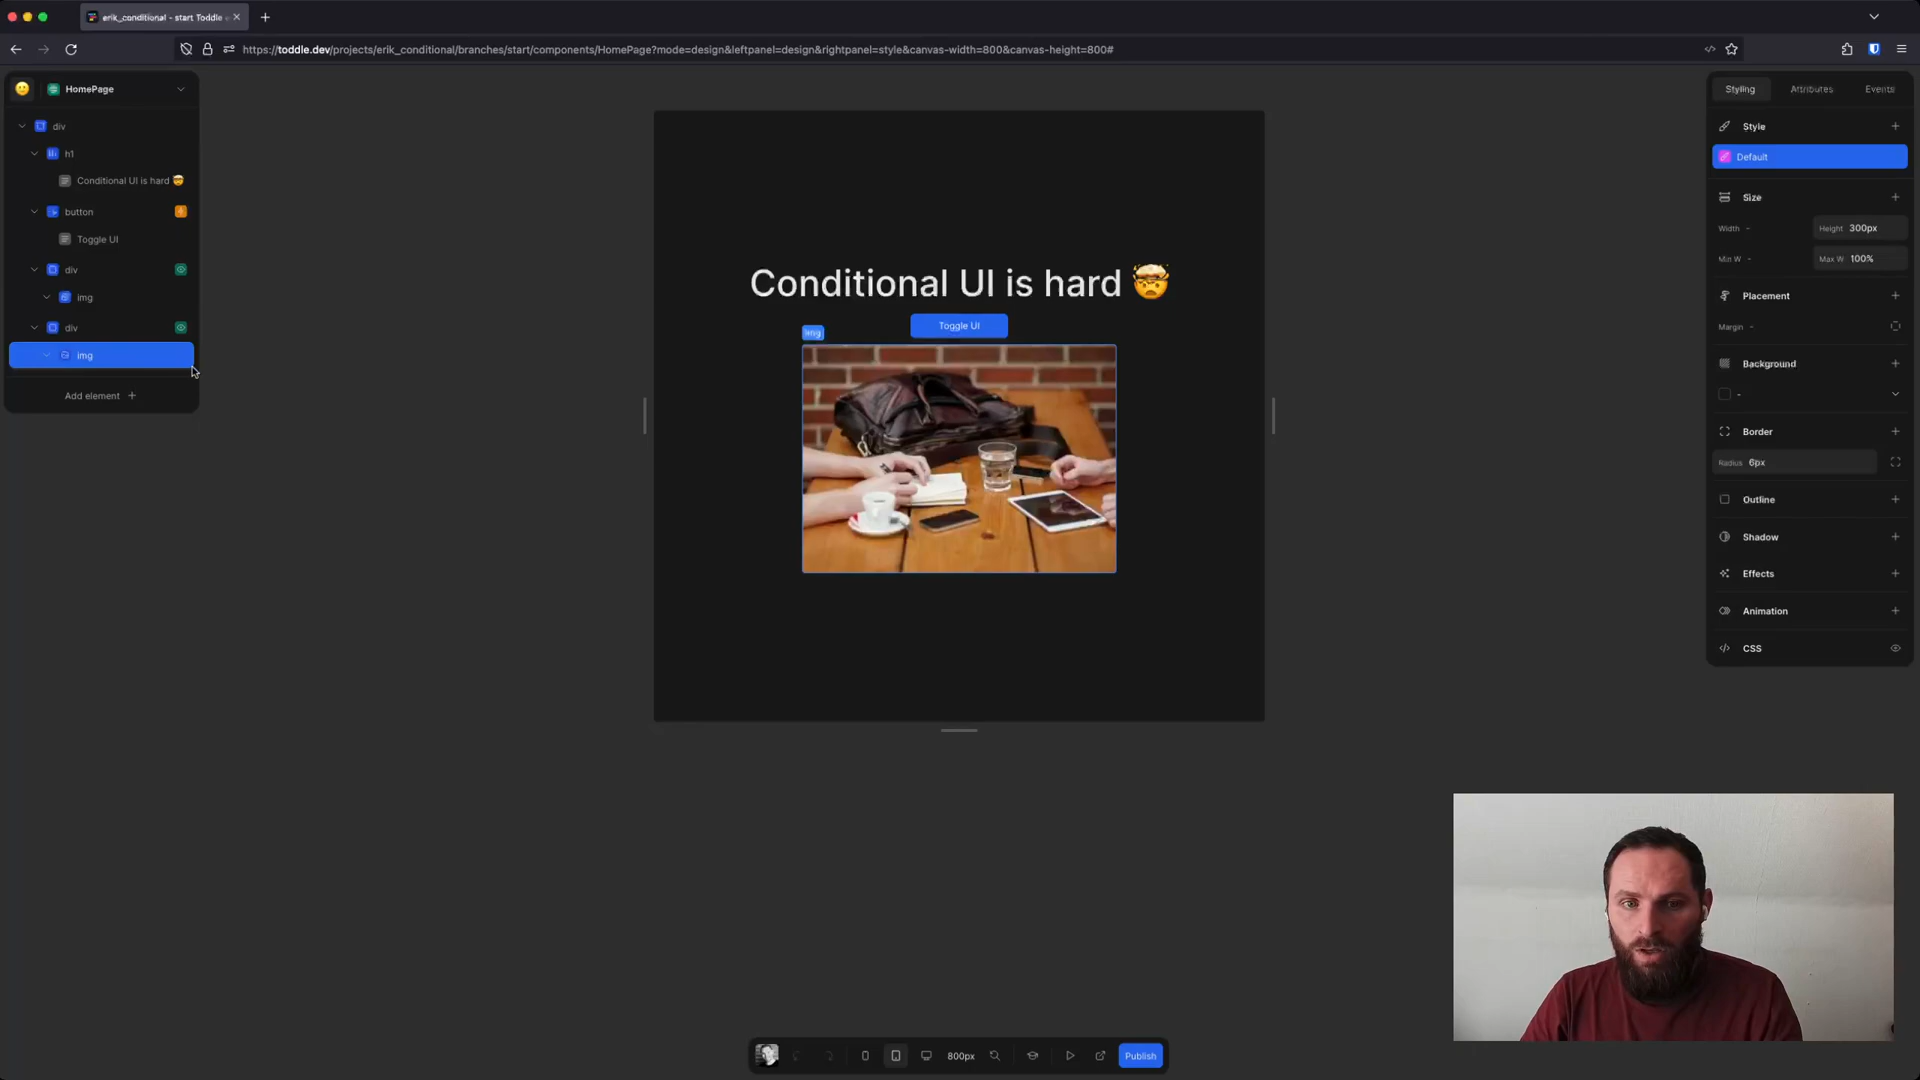 erik_conditional - start Toddle
https://toddle.dev/projects/erik_conditional/branches/start/components/HomePage?mode=design&leftpanel=design&rightpanel=style&canvas-width=800&canvas-height=800#
HomePage
div
h1
Conditional UI is hard 🤯
button
Toggle UI
div
img
div
img
Add element +
Conditional UI is hard 🤯
Toggle UI
img
Styling Attributes Events
Style
Default
Size
Width - Height 300px
Min W - Max W 100%
Placement
Margin -
Background
-
Border
Radius 6px
Outline
Shadow
Effects
Animation
CSS
800px
Publish